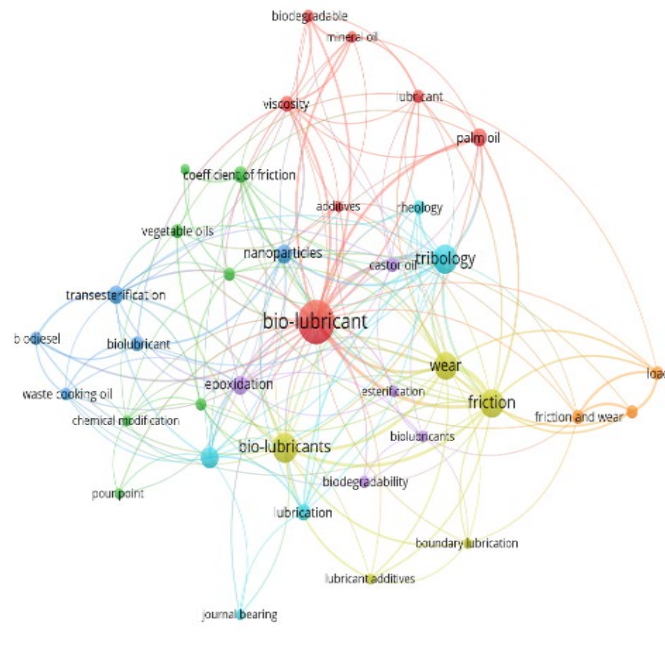 biodegradable
mineral oil
viscosity
lubricant
palm oil
coefficient of friction
additives
rheology
vegetable oils
nanoparticles
castor oil
tribology
transesterification
bio-lubricant
biodiesel
biolubricant
wear
load
epoxidation
esterification
waste cooking oil
friction
friction and wear
chemical modification
biolubricants
bio-lubricants
biodegradability
pour point
lubrication
boundary lubrication
lubricant additives
journal bearing